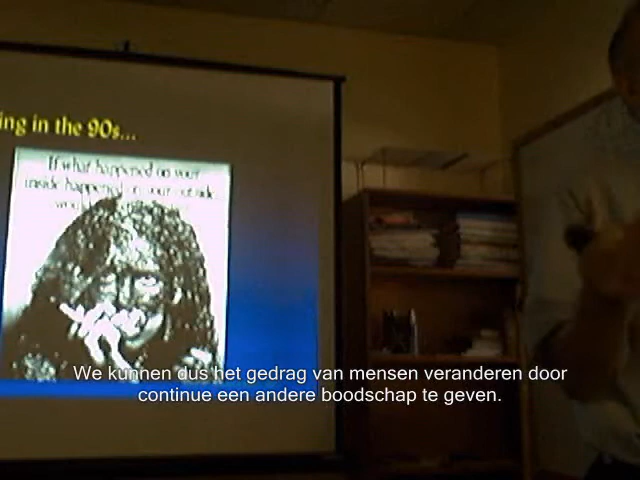 ing in the 90s...
If what happened on your
inside happened on your outside
We kunnen dus het gedrag van mensen veranderen door
continue een andere boodschap te geven.